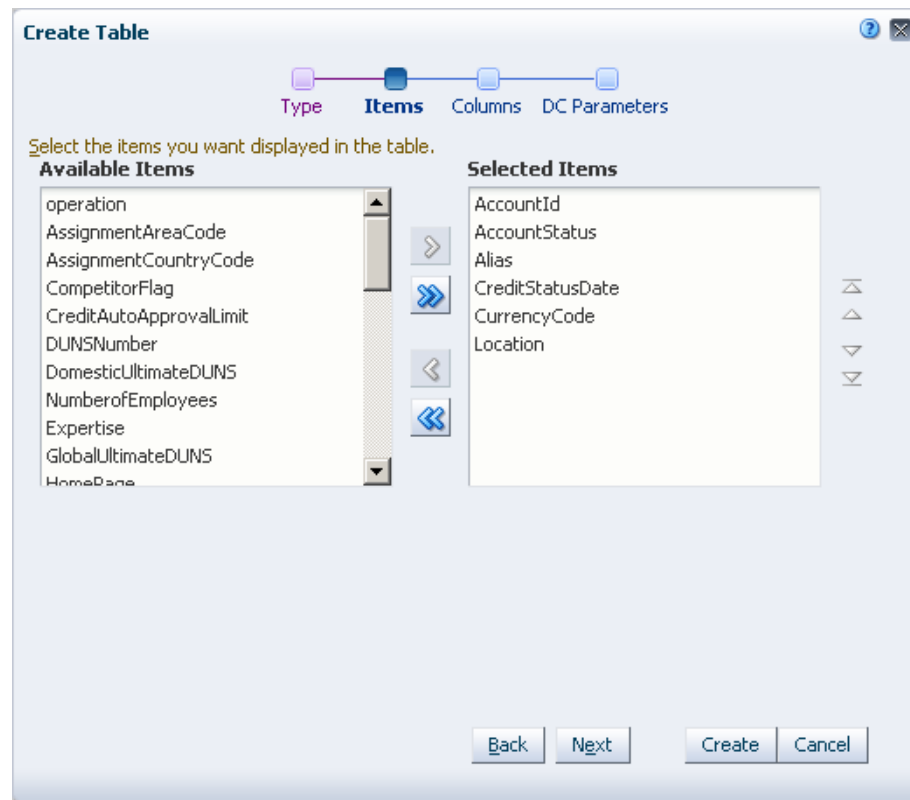 Create Table
Type Items Columns DC Parameters
Select the items you want displayed in the table.
Available Items
operation
AssignmentAreaCode
AssignmentCountryCode
CompetitorFlag
CreditAutoApprovalLimit
DUNSNumber
DomesticUltimateDUNS
NumberofEmployees
Expertise
GlobalUltimateDUNS
HomePage
Selected Items
AccountId
AccountStatus
Alias
CreditStatusDate
CurrencyCode
Location
Back Next Create Cancel